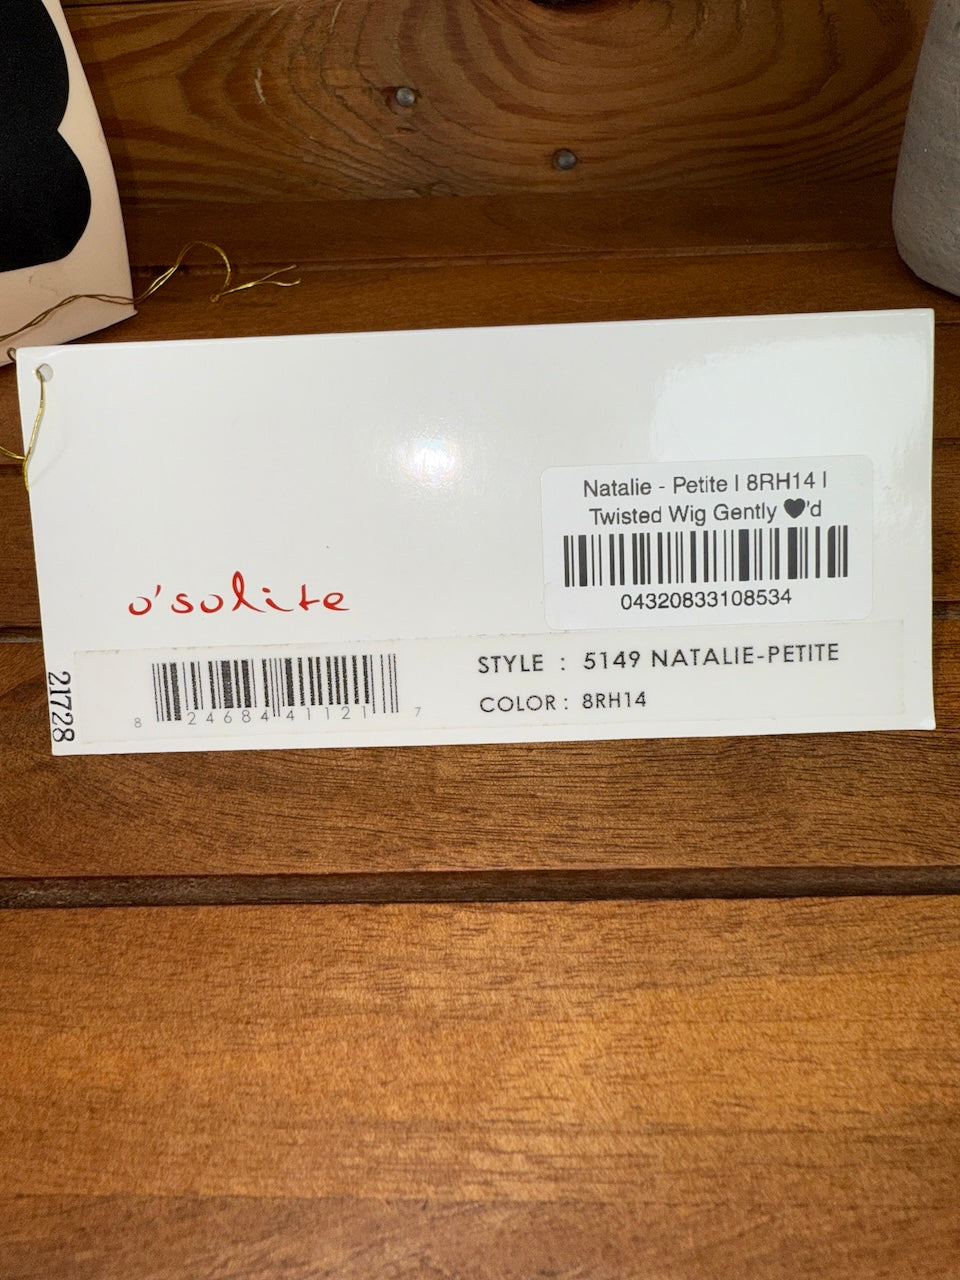 Natalie - Petite | 8RH14 |
Twisted Wig Gently 🖤'd
04320833108534
o'solite
STYLE : 5149 NATALIE-PETITE
COLOR : 8RH14
8 24684 41121 7
21728